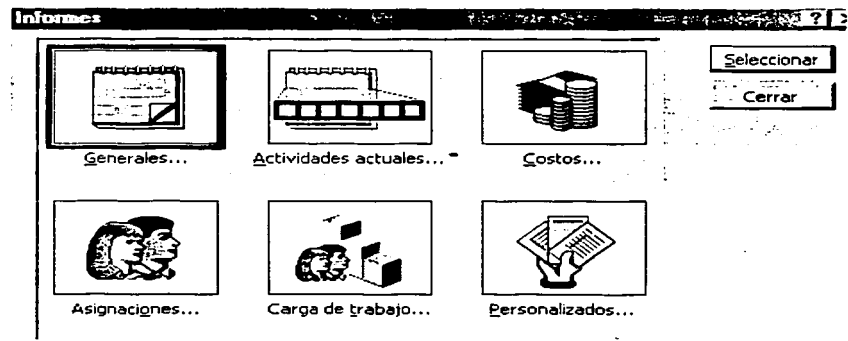 Informes
Seleccionar
Cerrar
Generales...
Actividades actuales...
Costos...
Asignaciones...
Carga de trabajo...
Personalizados...